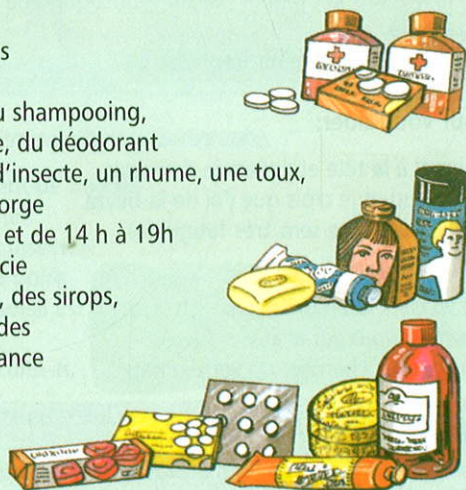 s
u shampooing,
e, du déodorant
d'insecte, un rhume, une toux,
orge
et de 14 h à 19h
cie
, des sirops,
des
ance